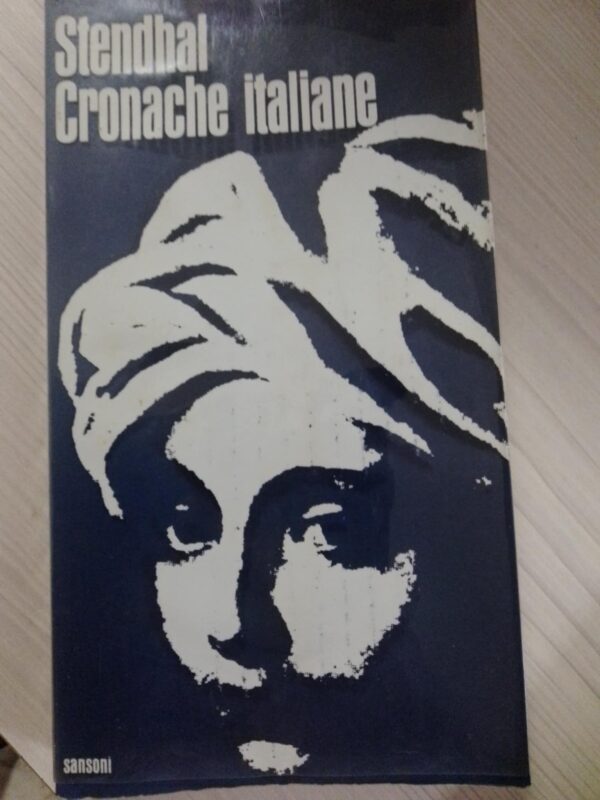 Stendhal
Cronache italiane
sansoni